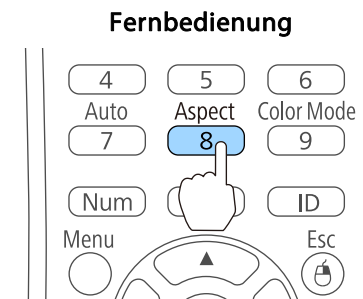 Fernbedienung
4 5 6
Auto Aspect Color Mode
7 8 9
Num ID
Menu Esc